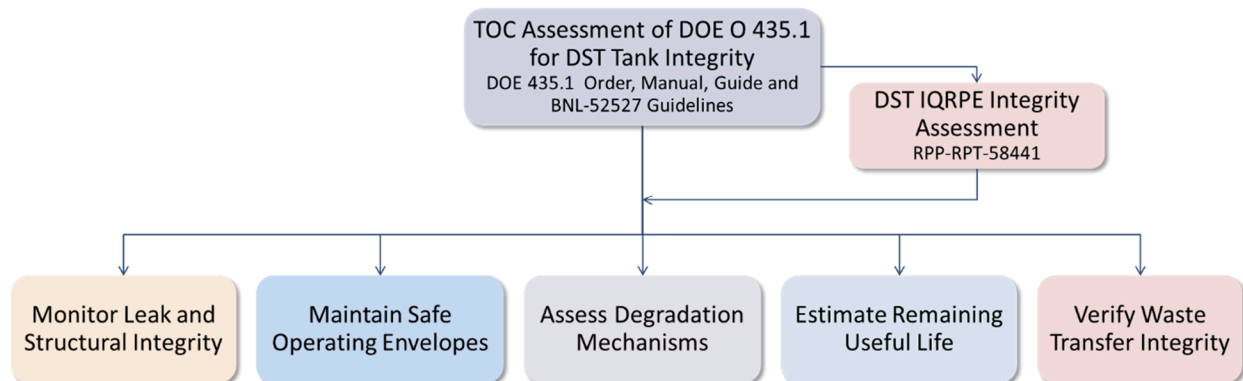 TOC Assessment of DOE O 435.1
for DST Tank Integrity
DOE 435.1 Order, Manual, Guide and
BNL-52527 Guidelines
DST IQRPE Integrity
Assessment
RPP-RPT-58441
Monitor Leak and
Structural Integrity
Maintain Safe
Operating Envelopes
Assess Degradation
Mechanisms
Estimate Remaining
Useful Life
Verify Waste
Transfer Integrity